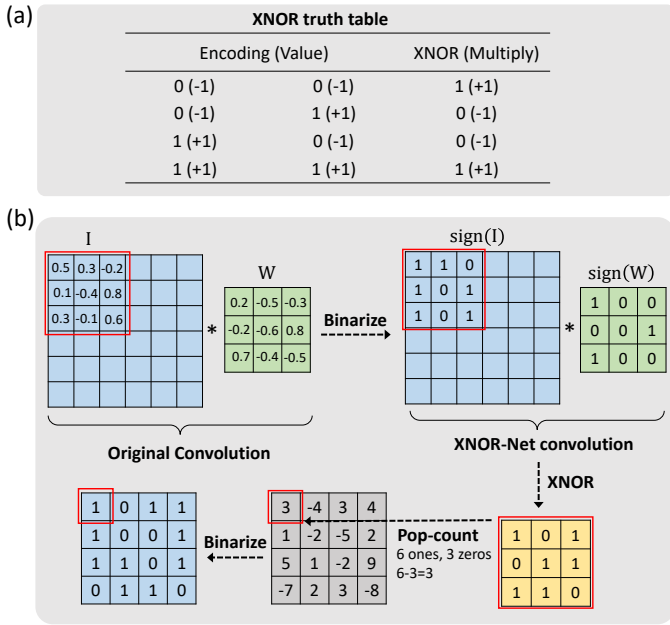 (a)
XNOR truth table
Encoding (Value) XNOR (Multiply)
0 (-1) 0 (-1) 1 (+1)
0 (-1) 1 (+1) 0 (-1)
1 (+1) 0 (-1) 0 (-1)
1 (+1) 1 (+1) 1 (+1)
(b)
I
0.5 0.3 -0.2
0.1 -0.4 0.8
0.3 -0.1 0.6
*
W
0.2 -0.5 -0.3
-0.2 -0.6 0.8
0.7 -0.4 -0.5
Original Convolution
Binarize
sign(I)
1 1 0
1 0 1
1 0 1
*
sign(W)
1 0 0
0 0 1
1 0 0
XNOR-Net convolution
XNOR
1 0 1
0 1 1
1 1 0
Pop-count
6 ones, 3 zeros
6-3=3
3 -4 3 4
1 -2 -5 2
5 1 -2 9
-7 2 3 -8
Binarize
1 0 1 1
1 0 0 1
1 1 0 1
0 1 1 0